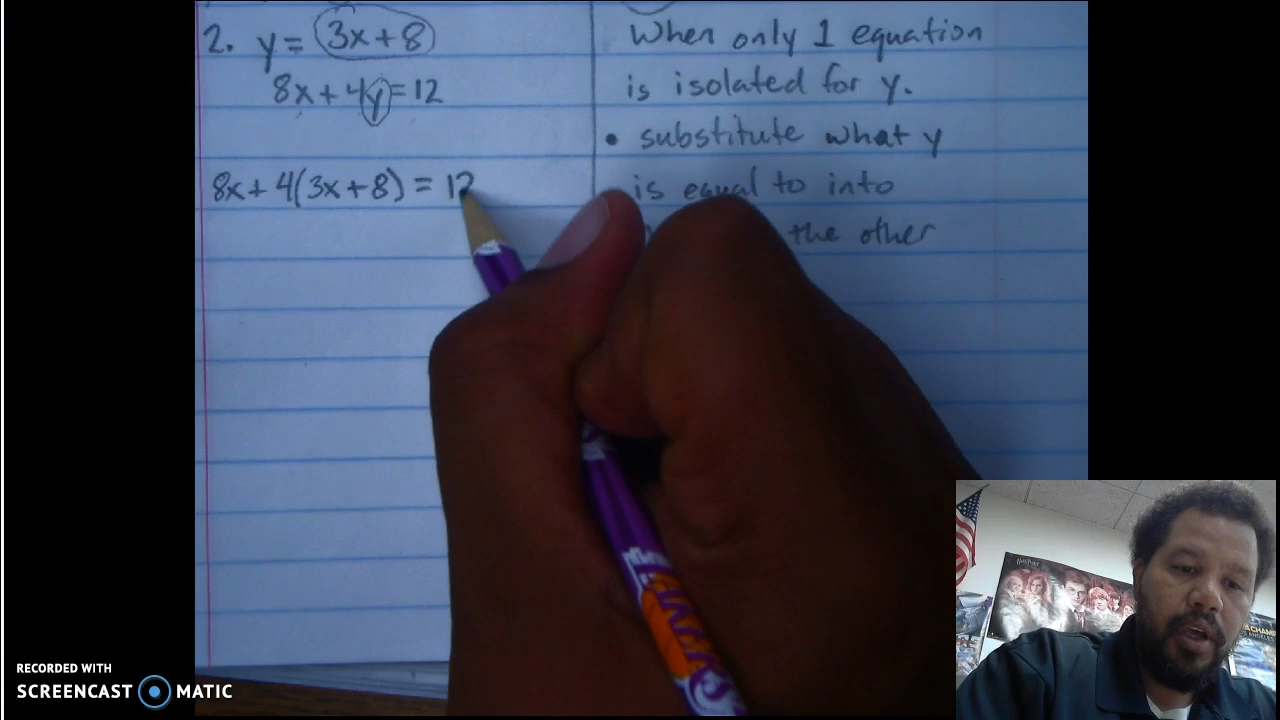 2. y = 3x + 8
8x + 4y = 12
8x + 4(3x + 8) = 12
When only 1 equation
is isolated for y.
• substitute what y
is equal to into
the other
RECORDED WITH
SCREENCAST MATIC